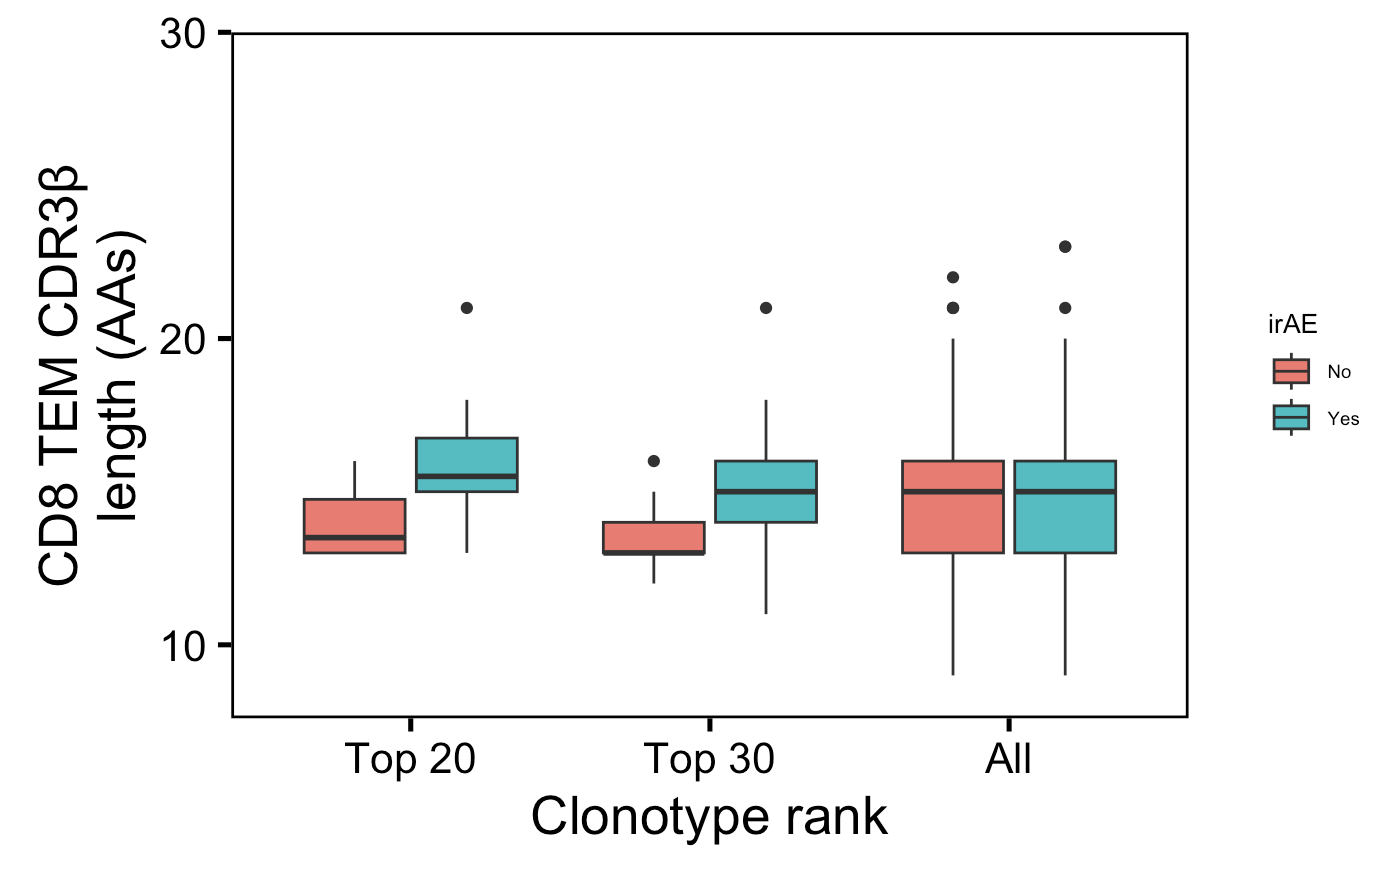 CD8 TEM CDR3β
length (AAs)
30
20
10
Top 20
Top 30
All
Clonotype rank
irAE
No
Yes